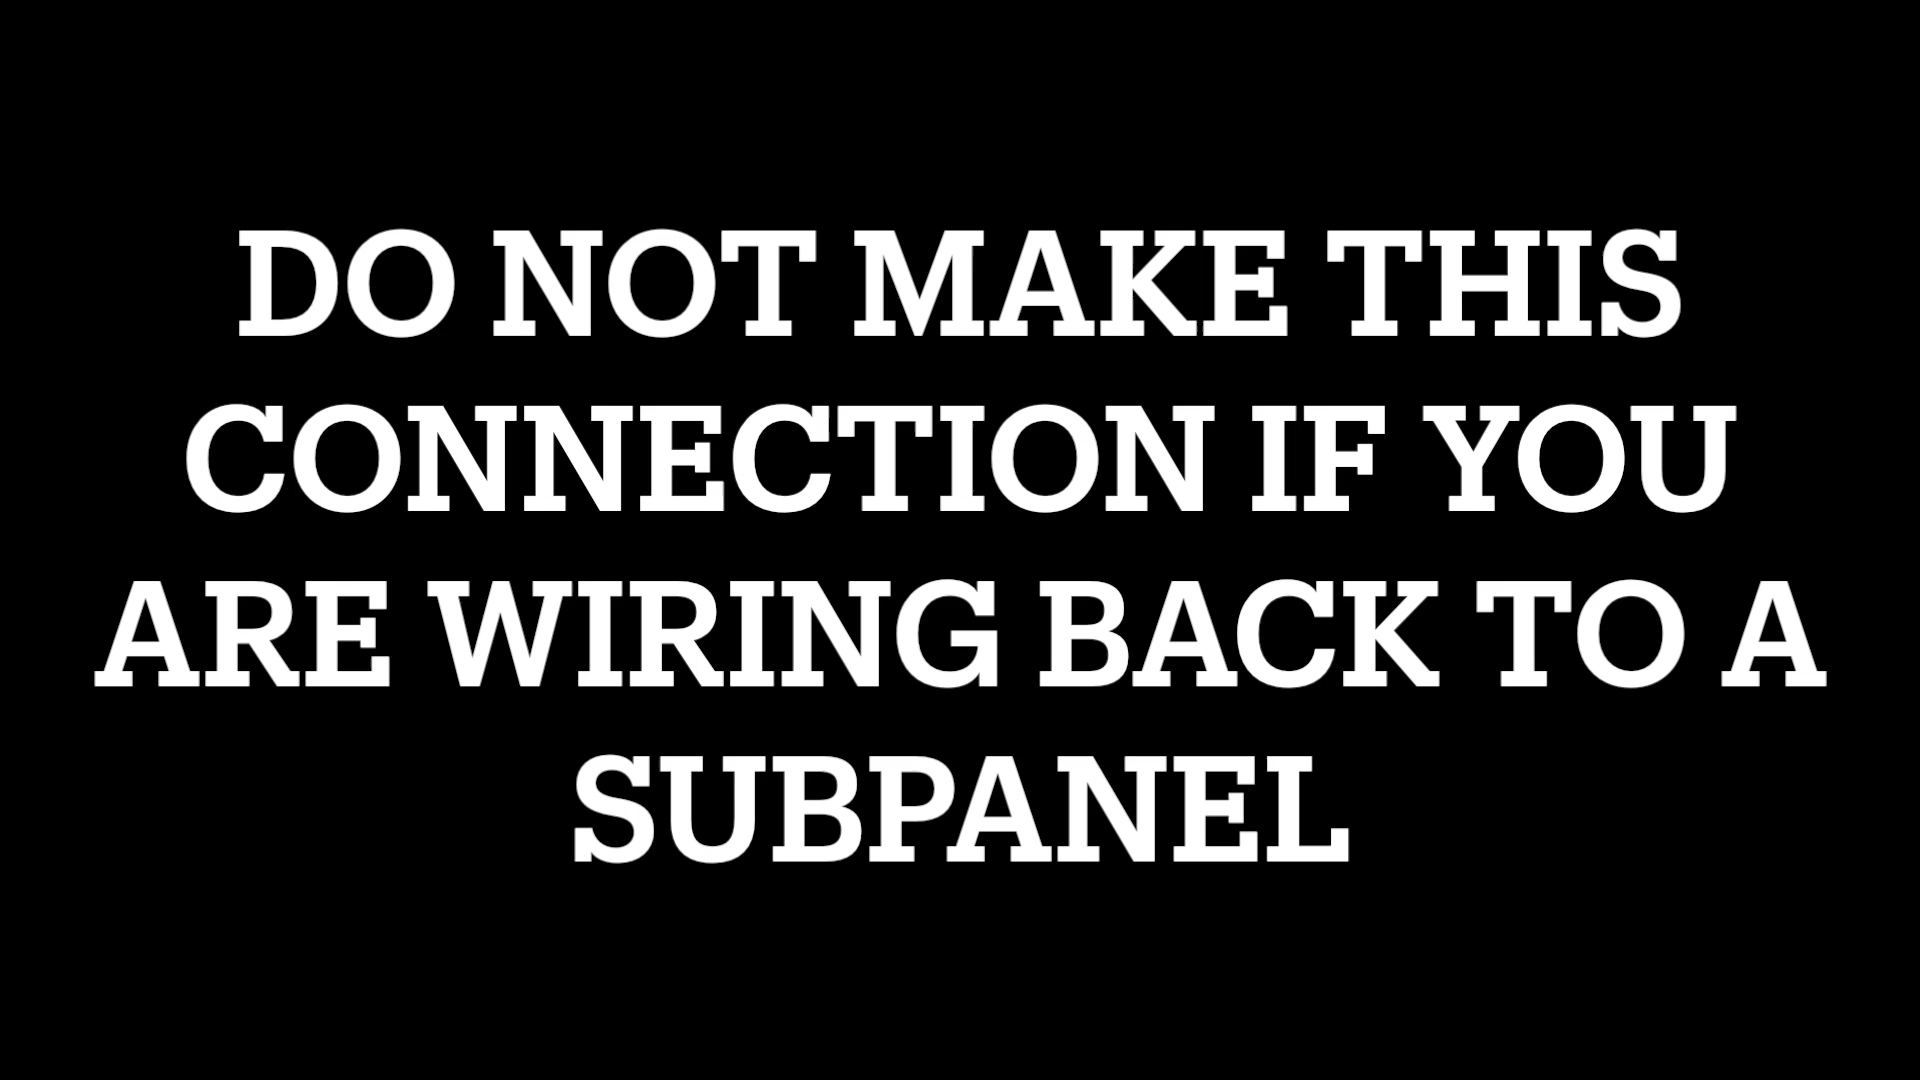 DO NOT MAKE THIS
CONNECTION IF YOU
ARE WIRING BACK TO A
SUBPANEL